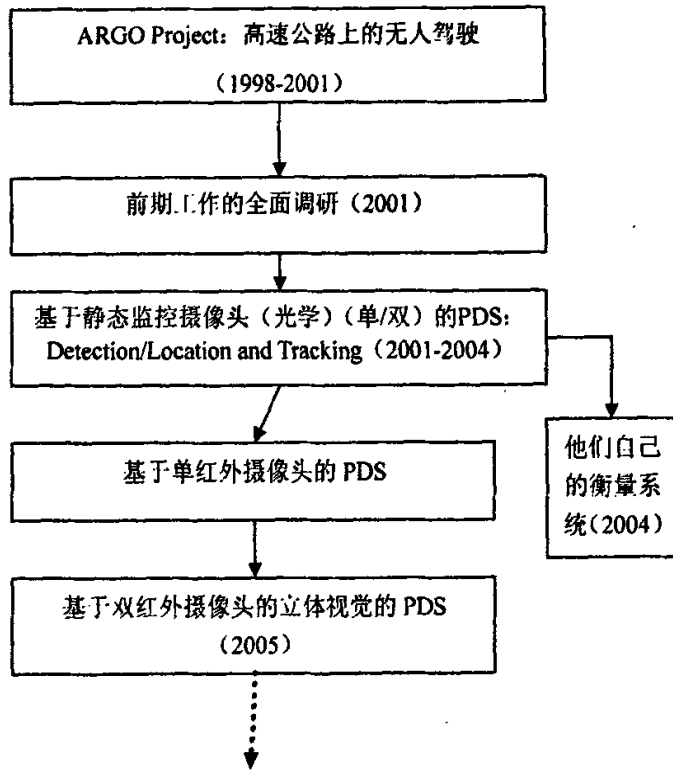 ARGO Project：高速公路上的无人驾驶
（1998-2001）
前期工作的全面调研（2001）
基于静态监控摄像头（光学）（单/双）的PDS：
Detection/Location and Tracking（2001-2004）
他们自己
的衡量系
统(2004)
基于单红外摄像头的 PDS
基于双红外摄像头的立体视觉的 PDS
（2005）